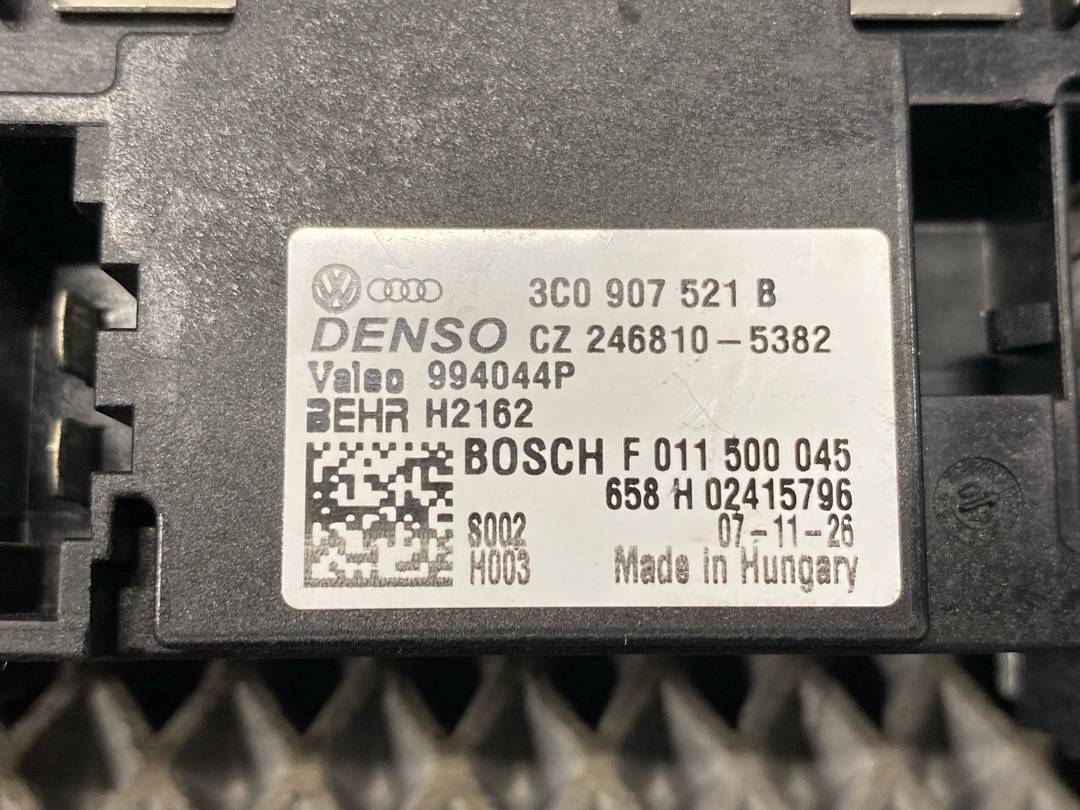 3C0 907 521 B
DENSO CZ 246810-5382
Valeo 994044P
BEHR H2162
BOSCH F 011 500 045
658 H 02415796
S002 07-11-26
H003 Made in Hungary